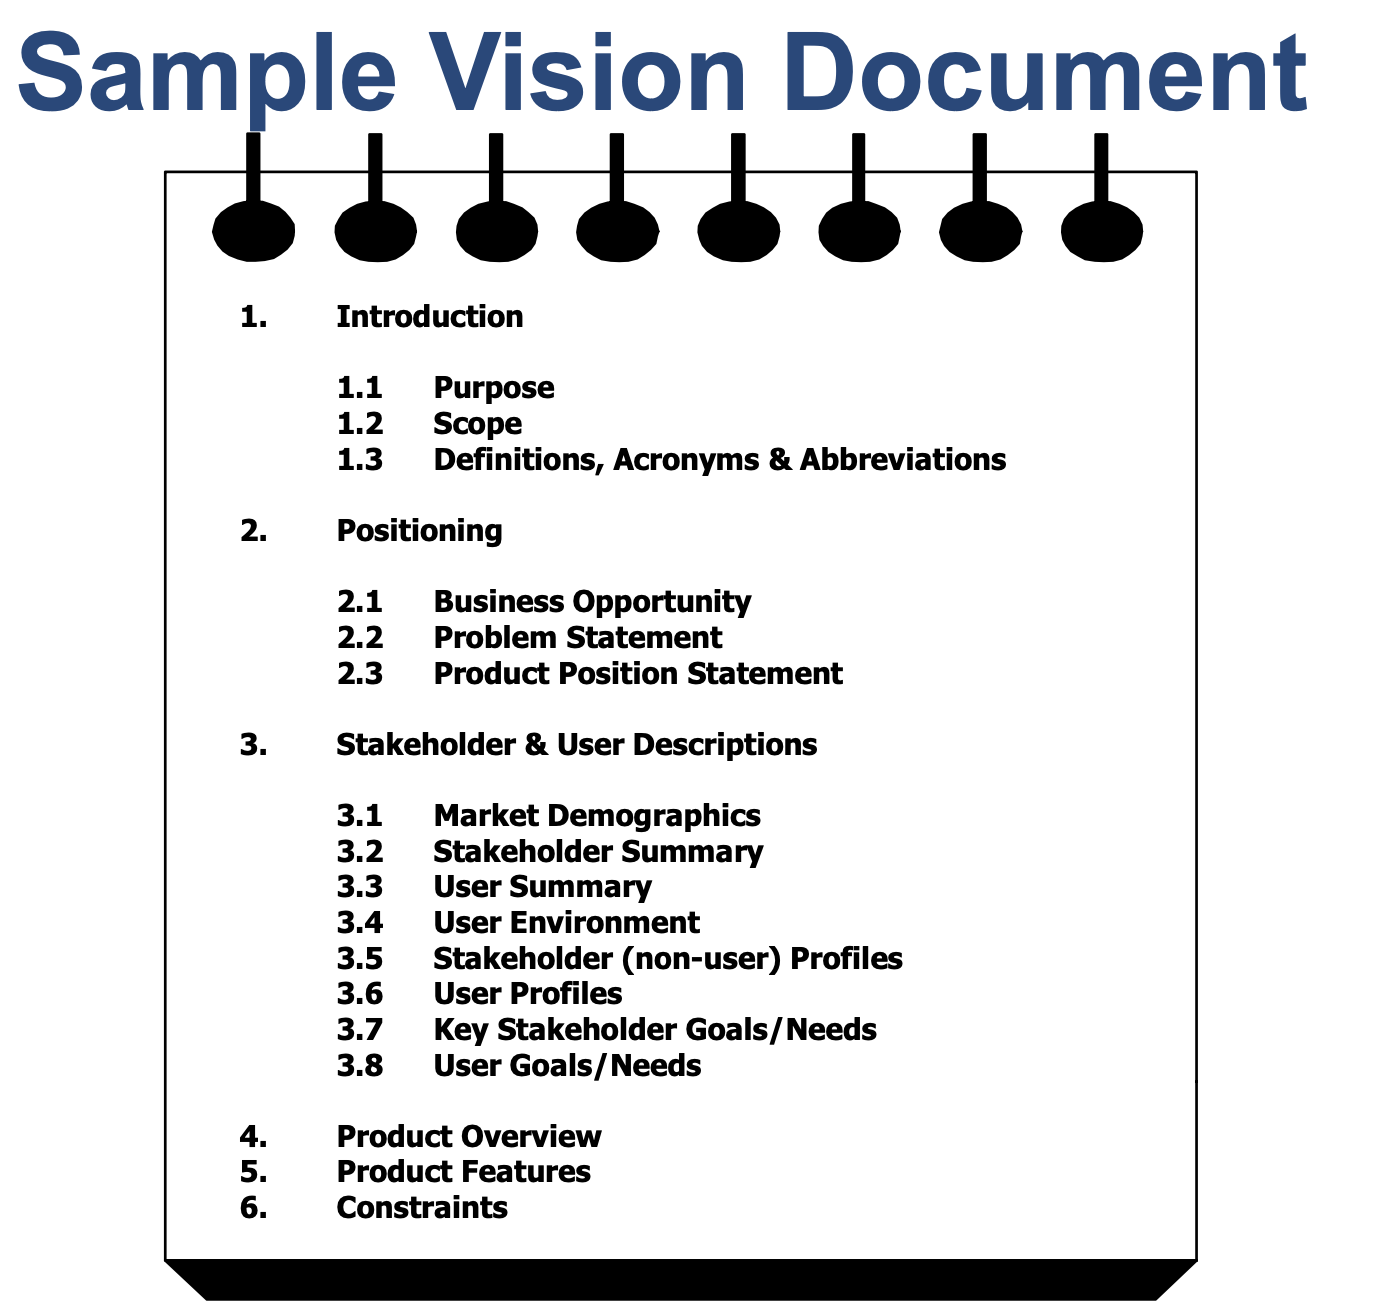 Sample Vision Document
1. Introduction
1.1 Purpose
1.2 Scope
1.3 Definitions, Acronyms & Abbreviations
2. Positioning
2.1 Business Opportunity
2.2 Problem Statement
2.3 Product Position Statement
3. Stakeholder & User Descriptions
3.1 Market Demographics
3.2 Stakeholder Summary
3.3 User Summary
3.4 User Environment
3.5 Stakeholder (non-user) Profiles
3.6 User Profiles
3.7 Key Stakeholder Goals/Needs
3.8 User Goals/Needs
4. Product Overview
5. Product Features
6. Constraints